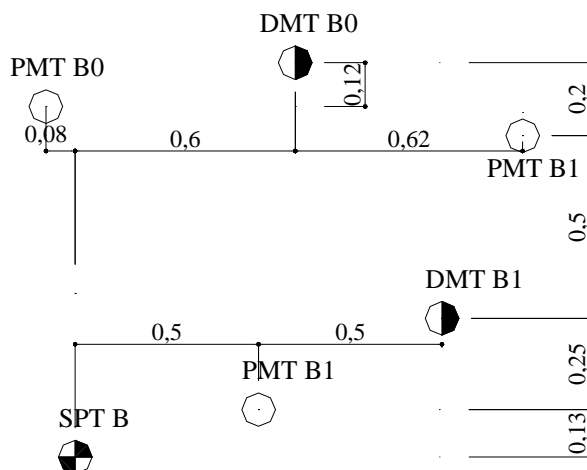 DMT B0
PMT B0
0,12
0,2
0,08
0,6
0,62
PMT B1
0,5
DMT B1
0,5
0,5
0,25
PMT B1
SPT B
0,13